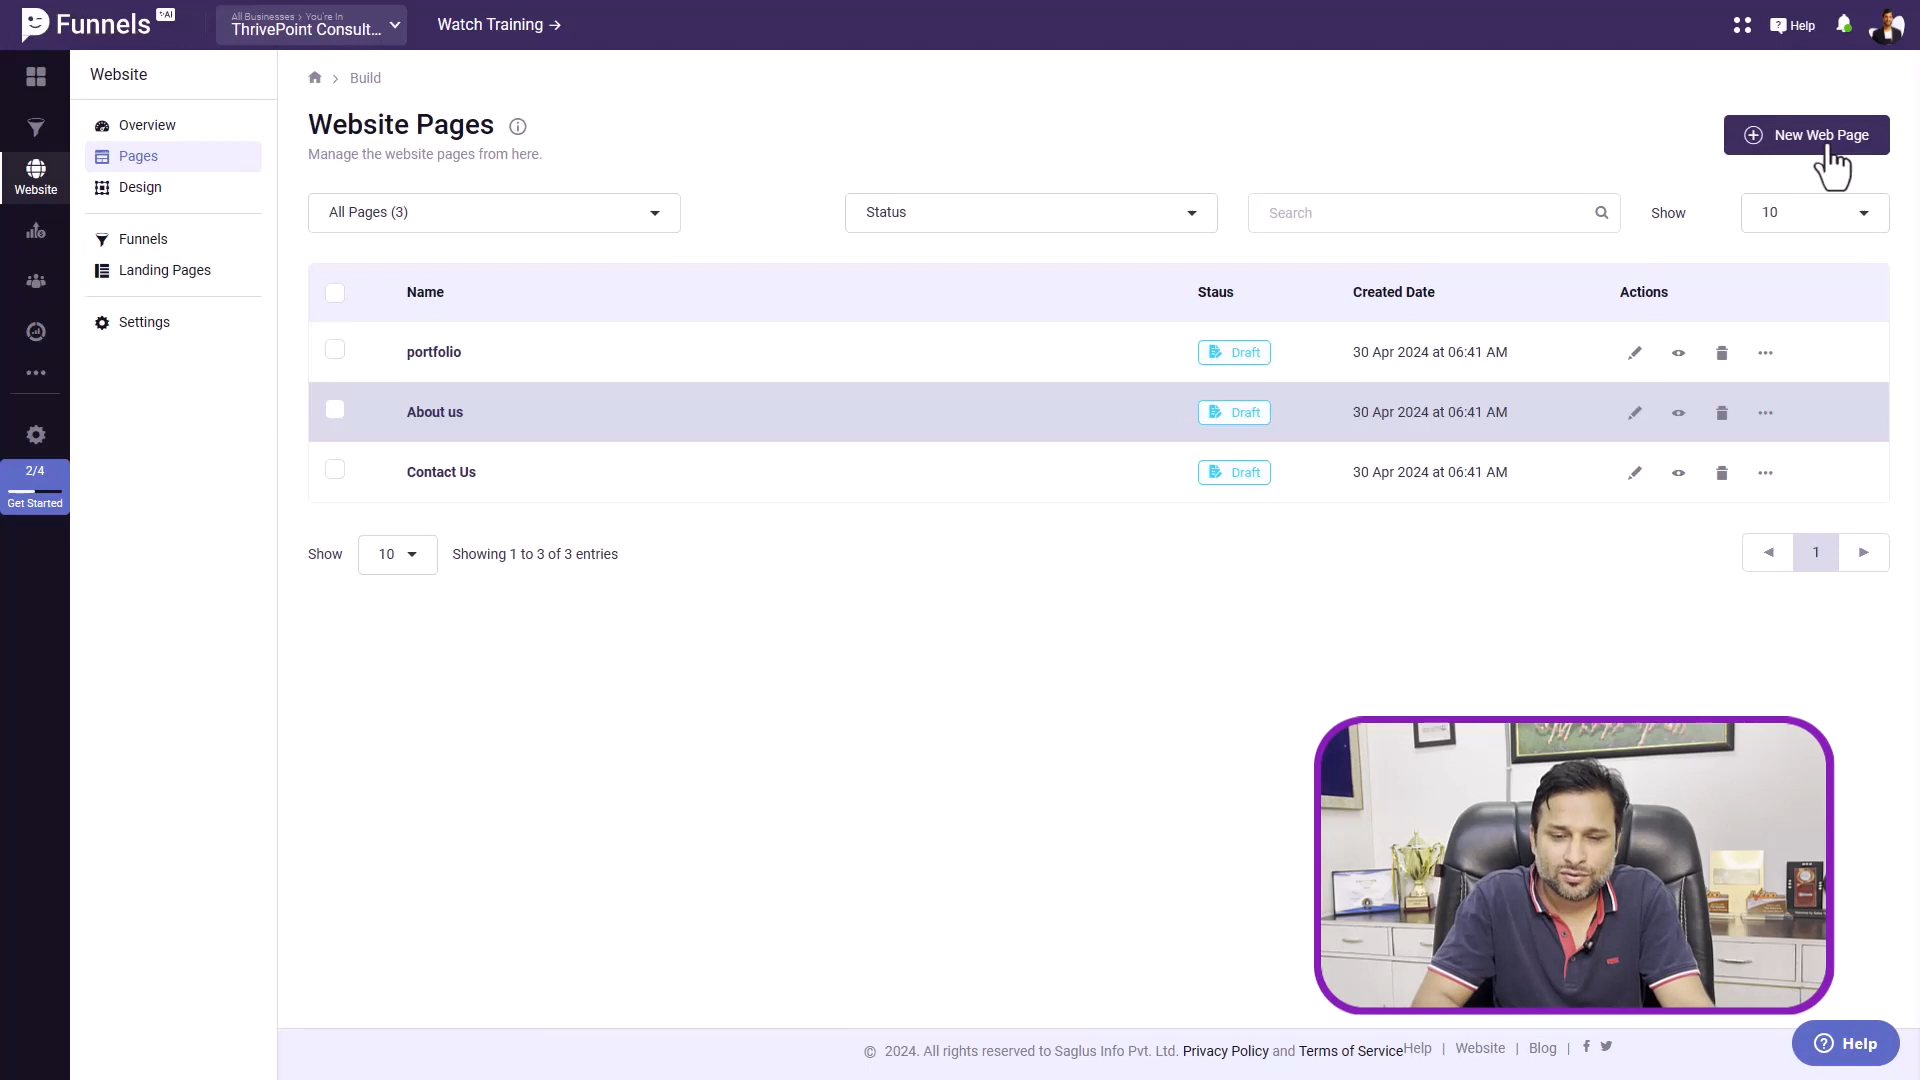 Funnels AI
All Businesses > You're In
ThrivePoint Consult...
Watch Training →
Help
Website
Website
Get Started
2/4
Overview
Pages
Design
Funnels
Landing Pages
Settings
Build
Website Pages
Manage the website pages from here.
New Web Page
All Pages (3)
Status
Search
Show
10
Name
Staus
Created Date
Actions
portfolio
Draft
30 Apr 2024 at 06:41 AM
About us
Draft
30 Apr 2024 at 06:41 AM
Contact Us
Draft
30 Apr 2024 at 06:41 AM
Show
10
Showing 1 to 3 of 3 entries
1
© 2024. All rights reserved to Saglus Info Pvt. Ltd. Privacy Policy and Terms of Service
Help | Website | Blog |
Help